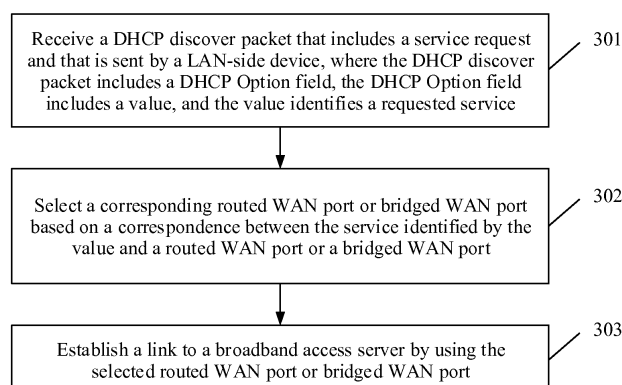 Receive a DHCP discover packet that includes a service request
and that is sent by a LAN-side device, where the DHCP discover
packet includes a DHCP Option field, the DHCP Option field
includes a value, and the value identifies a requested service
301
Select a corresponding routed WAN port or bridged WAN port
based on a correspondence between the service identified by the
value and a routed WAN port or a bridged WAN port
302
Establish a link to a broadband access server by using the
selected routed WAN port or bridged WAN port
303